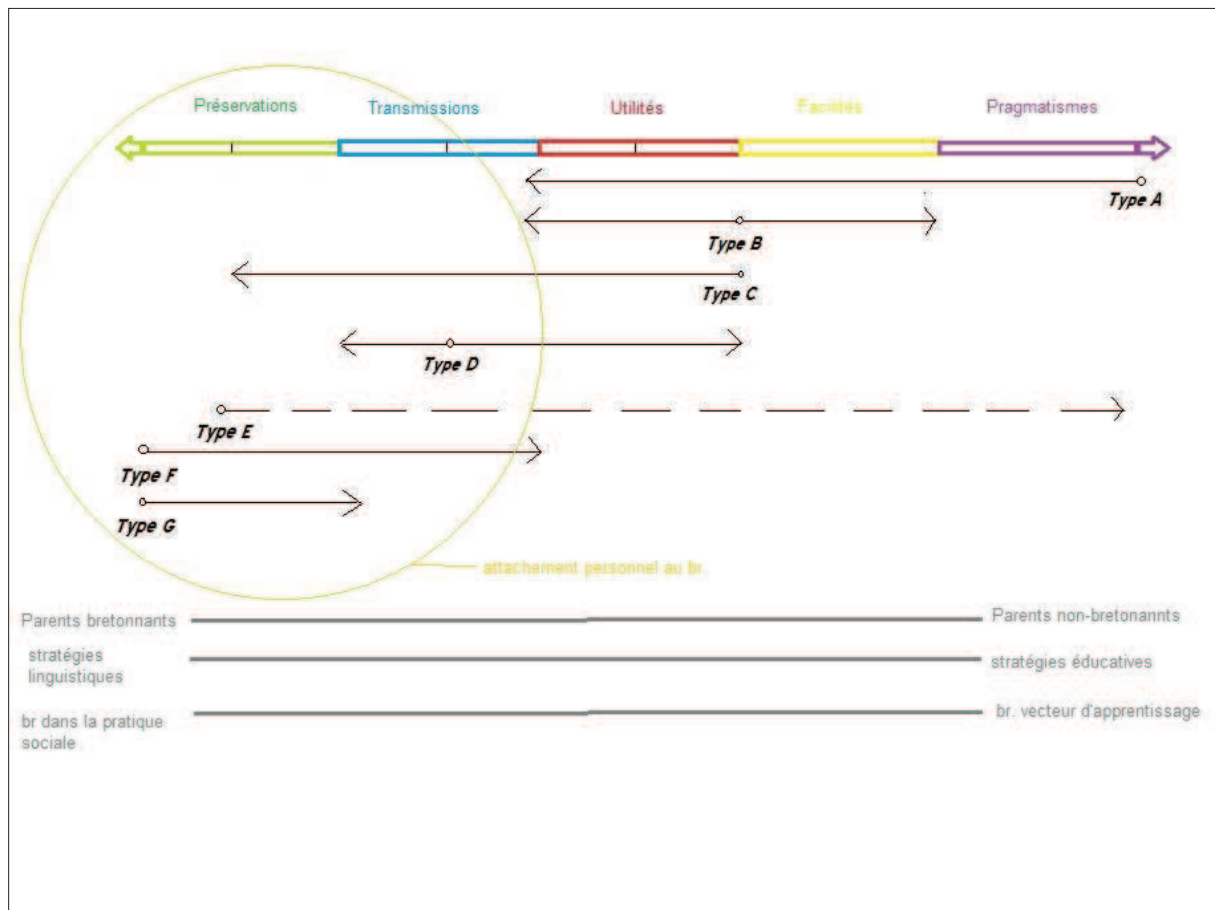 Préservations
Transmissions
Utilités
Facilités
Pragmatismes
Type A
Type B
Type C
Type D
Type E
Type F
Type G
attachement personnel au br.
Parents bretonnants
Parents non-bretonannts
stratégies
linguistiques
stratégies éducatives
br dans la pratique
sociale
br. vecteur d'apprentissage